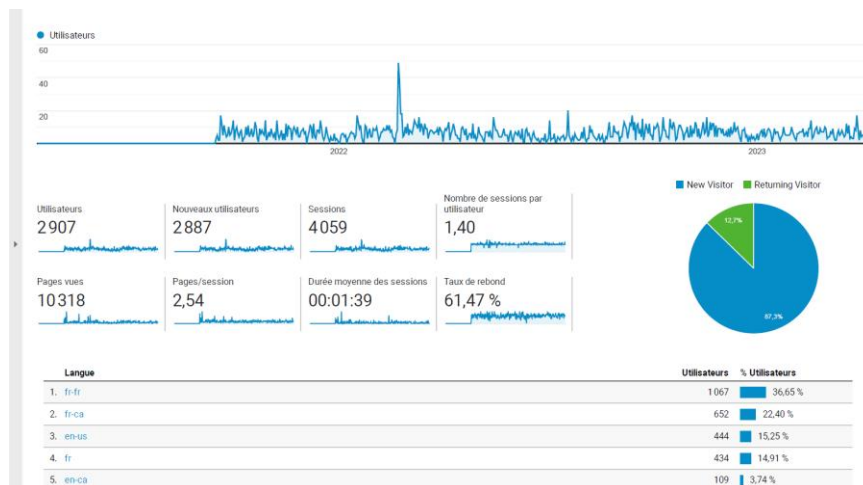 Utilisateurs
60
40
20
2022
2023
New Visitor Returning Visitor
12,7%
87,3%
Utilisateurs
2 907
Nouveaux utilisateurs
2 887
Sessions
4 059
Nombre de sessions par
utilisateur
1,40
Pages vues
10 318
Pages/session
2,54
Durée moyenne des sessions
00:01:39
Taux de rebond
61,47 %
Langue Utilisateurs % Utilisateurs
1. fr-fr 1 067 36,65 %
2. fr-ca 652 22,40 %
3. en-us 444 15,25 %
4. fr 434 14,91 %
5. en-ca 109 3,74 %